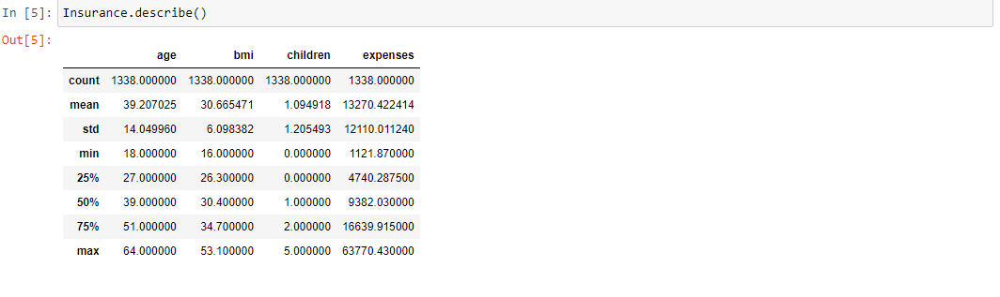 In [5]: Insurance.describe()
Out[5]:
age bmi children expenses
count 1338.000000 1338.000000 1338.000000 1338.000000
mean 39.207025 30.665471 1.094918 13270.422414
std 14.049960 6.098382 1.205493 12110.011240
min 18.000000 16.000000 0.000000 1121.870000
25% 27.000000 26.300000 0.000000 4740.287500
50% 39.000000 30.400000 1.000000 9382.030000
75% 51.000000 34.700000 2.000000 16639.915000
max 64.000000 53.100000 5.000000 63770.430000